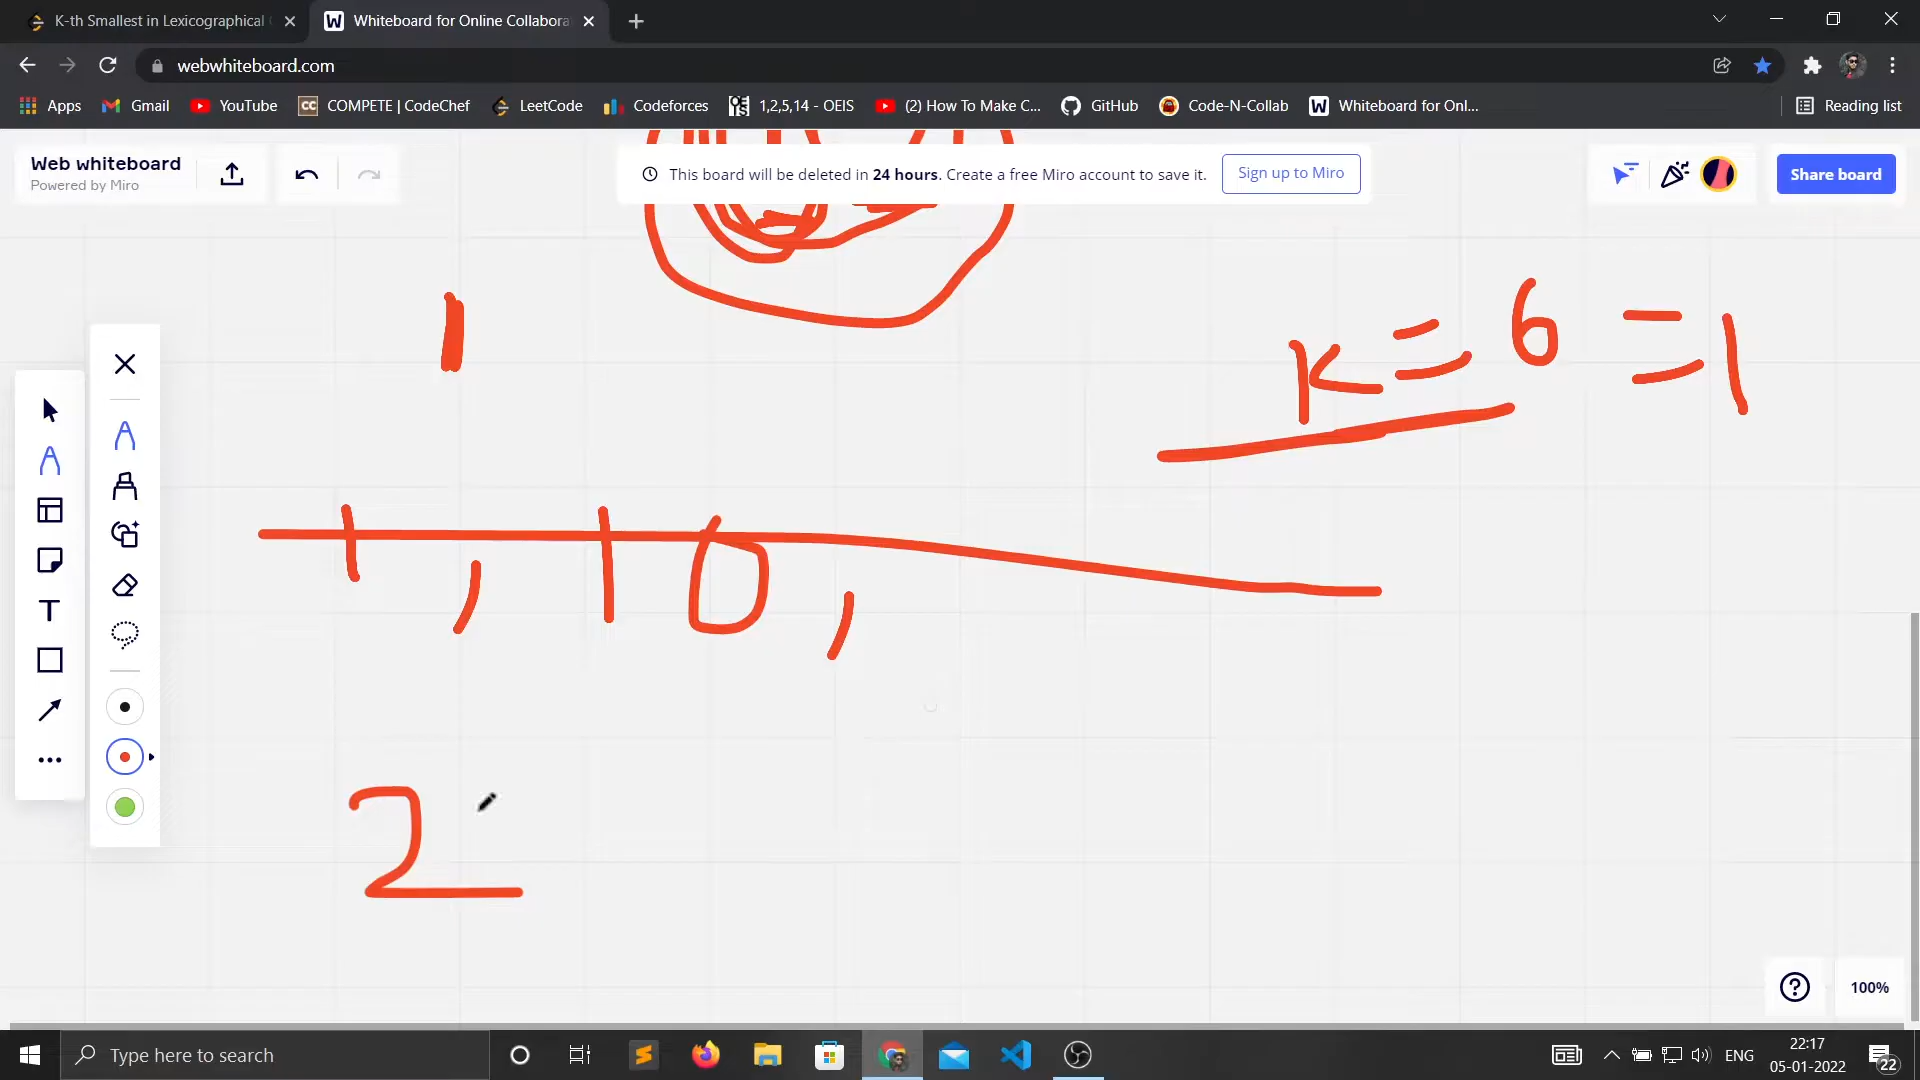 K-th Smallest in Lexicographical
Whiteboard for Online Collabora
webwhiteboard.com
Apps
Gmail
YouTube
CC
COMPETE | CodeChef
LeetCode
Codeforces
1,2,5,14 - OEIS
(2) How To Make C...
GitHub
Code-N-Collab
W
Whiteboard for Onl...
Reading list
Web whiteboard
Powered by Miro
This board will be deleted in 24 hours. Create a free Miro account to save it.
Sign up to Miro
Share board
1
K = 6 = 1
1, 10,
2
100%
Type here to search
ENG
22:17
05-01-2022
22